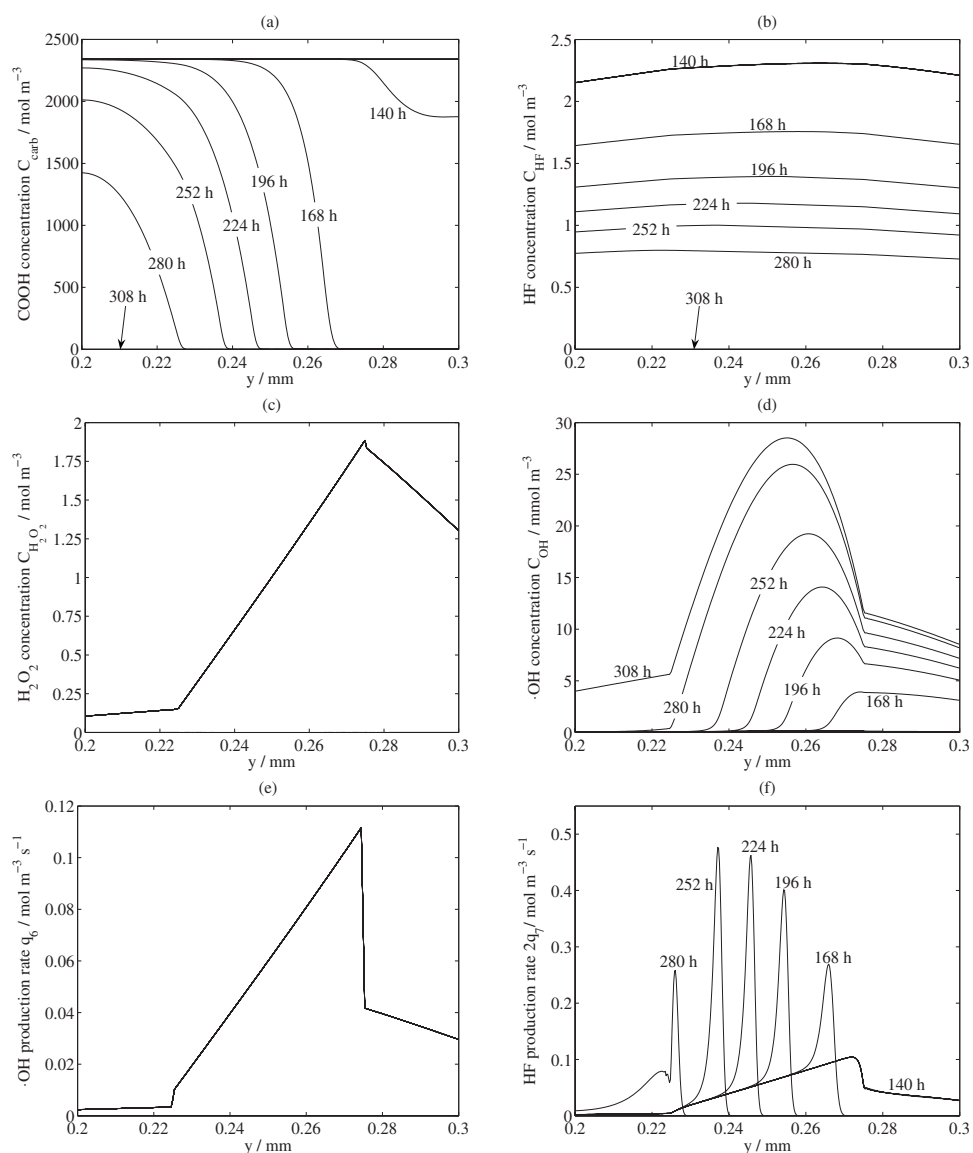 (a)
COOH concentration C_carb / mol m⁻³
2500
2000
1500
1000
500
0
140 h
196 h
252 h
168 h
224 h
280 h
308 h
0.2 0.22 0.24 0.26 0.28 0.3
y / mm
(b)
HF concentration C_HF / mol m⁻³
2.5
2
1.5
1
0.5
0
140 h
168 h
196 h
224 h
252 h
280 h
308 h
0.2 0.22 0.24 0.26 0.28 0.3
y / mm
(c)
H₂O₂ concentration C_H₂O₂ / mol m⁻³
2
1.75
1.5
1.25
1
0.75
0.5
0.25
0
0.2 0.22 0.24 0.26 0.28 0.3
y / mm
(d)
·OH concentration C_OH / mmol m⁻³
30
25
20
15
10
5
0
252 h
224 h
308 h
280 h
196 h
168 h
0.2 0.22 0.24 0.26 0.28 0.3
y / mm
(e)
·OH production rate q₆ / mol m⁻³ s⁻¹
0.12
0.1
0.08
0.06
0.04
0.02
0
0.2 0.22 0.24 0.26 0.28 0.3
y / mm
(f)
HF production rate 2q₇/ mol m⁻³ s⁻¹
0.5
0.4
0.3
0.2
0.1
0
224 h
252 h
196 h
280 h
168 h
140 h
0.2 0.22 0.24 0.26 0.28 0.3
y / mm